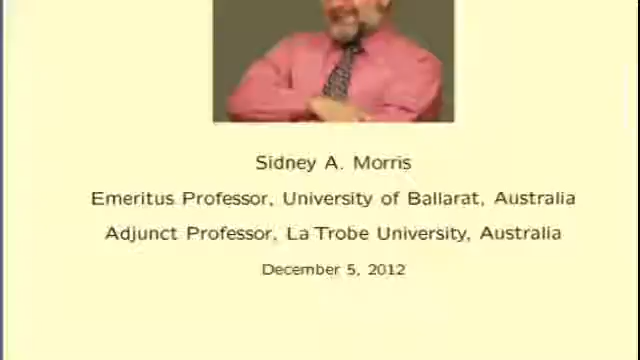 Sidney A. Morris
Emeritus Professor, University of Ballarat, Australia
Adjunct Professor, La Trobe University, Australia
December 5, 2012